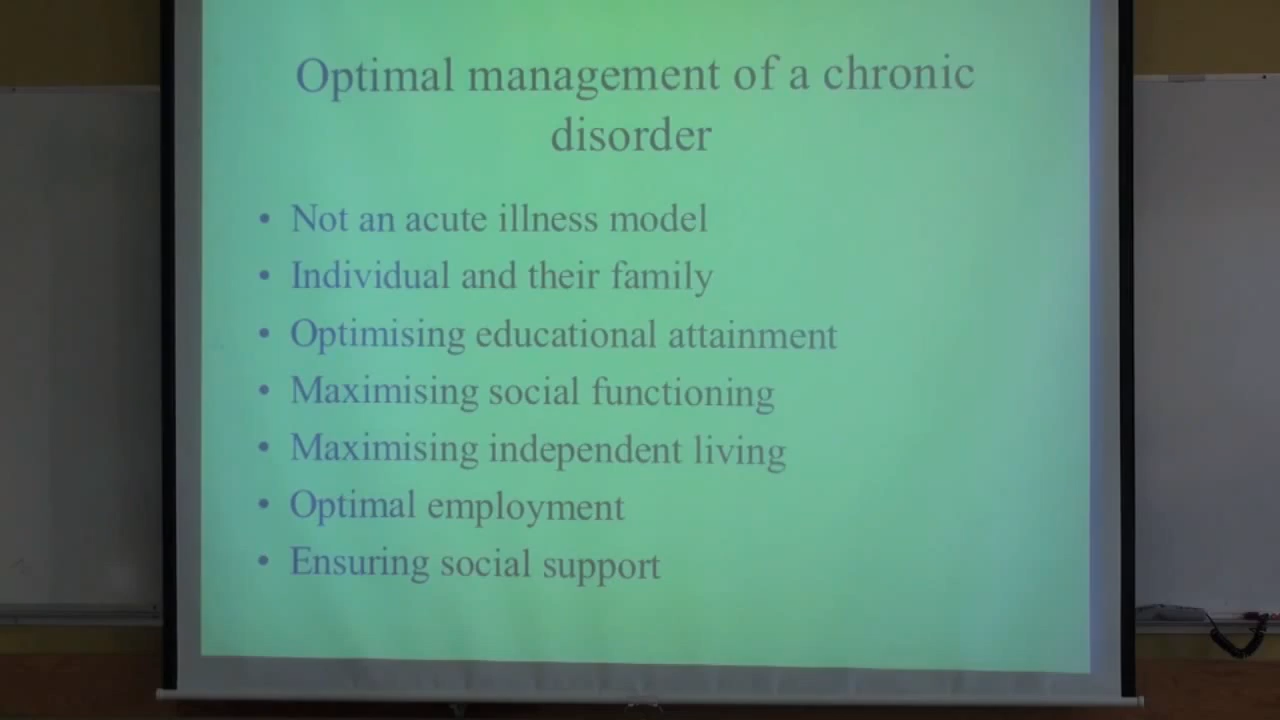 Optimal management of a chronic
disorder
• Not an acute illness model
• Individual and their family
• Optimising educational attainment
• Maximising social functioning
• Maximising independent living
• Optimal employment
• Ensuring social support